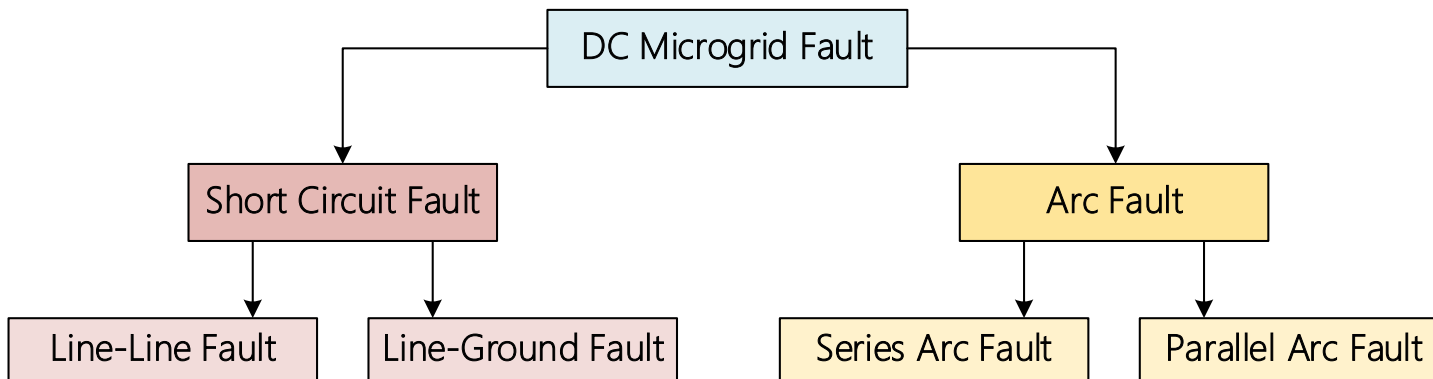 DC Microgrid Fault
Short Circuit Fault
Arc Fault
Line-Line Fault
Line-Ground Fault
Series Arc Fault
Parallel Arc Fault